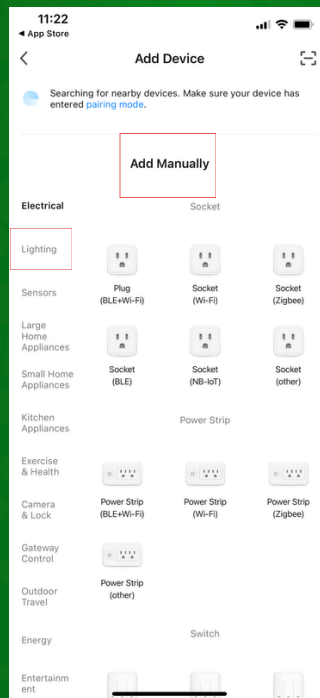 11:22
App Store
Add Device
Searching for nearby devices. Make sure your device has
entered pairing mode.
Add Manually
Electrical
Socket
Lighting
Plug
(BLE+Wi-Fi)
Socket
(Wi-Fi)
Socket
(Zigbee)
Sensors
Large
Home
Appliances
Socket
(BLE)
Socket
(NB-IoT)
Socket
(other)
Small Home
Appliances
Kitchen
Appliances
Power Strip
Exercise
& Health
Power Strip
(BLE+Wi-Fi)
Power Strip
(Wi-Fi)
Power Strip
(Zigbee)
Camera
& Lock
Gateway
Control
Power Strip
(other)
Outdoor
Travel
Energy
Switch
Entertainm
ent